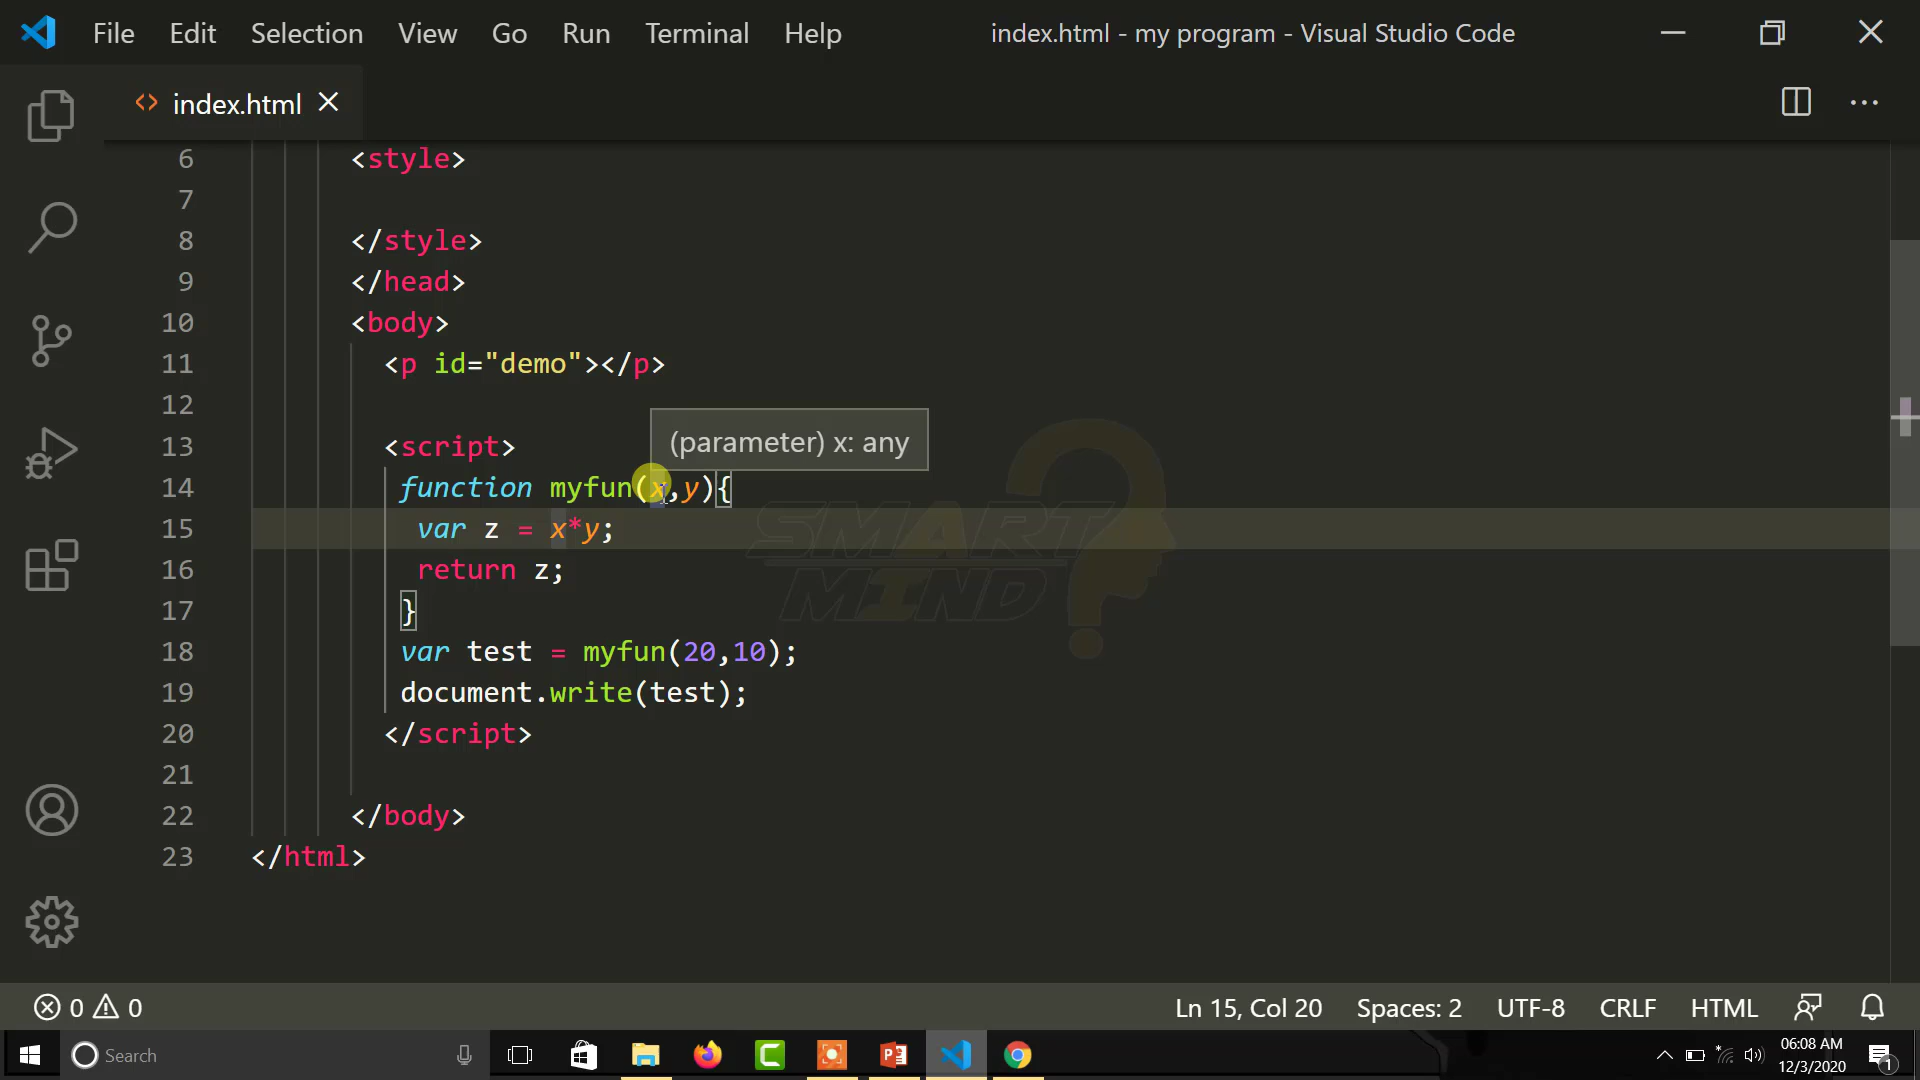 File Edit Selection View Go Run Terminal Help index.html - my program - Visual Studio Code
index.html
6 <style>
7
8 </style>
9 </head>
10 <body>
11 <p id="demo"></p>
12
(parameter) x: any
13 <script>
14 function myfun(x,y){
15 var z = x*y;
16 return z;
17 }
18 var test = myfun(20,10);
19 document.write(test);
20 </script>
21
22 </body>
23 </html>
SMART
MIND
0 0 Ln 15, Col 20 Spaces: 2 UTF-8 CRLF HTML
Search 06:08 AM
12/3/2020 1